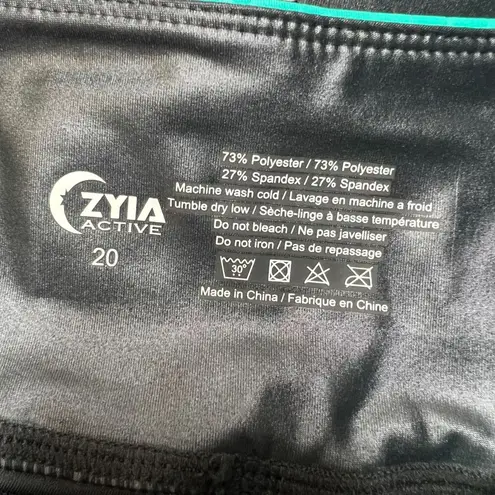 ZYIA
ACTIVE
20
73% Polyester / 73% Polyester
27% Spandex / 27% Spandex
Machine wash cold / Lavage en machine a froid
Tumble dry low / Sèche-linge à basse température
Do not bleach / Ne pas javelliser
Do not iron / Pas de repassage
30°
Made in China / Fabrique en Chine